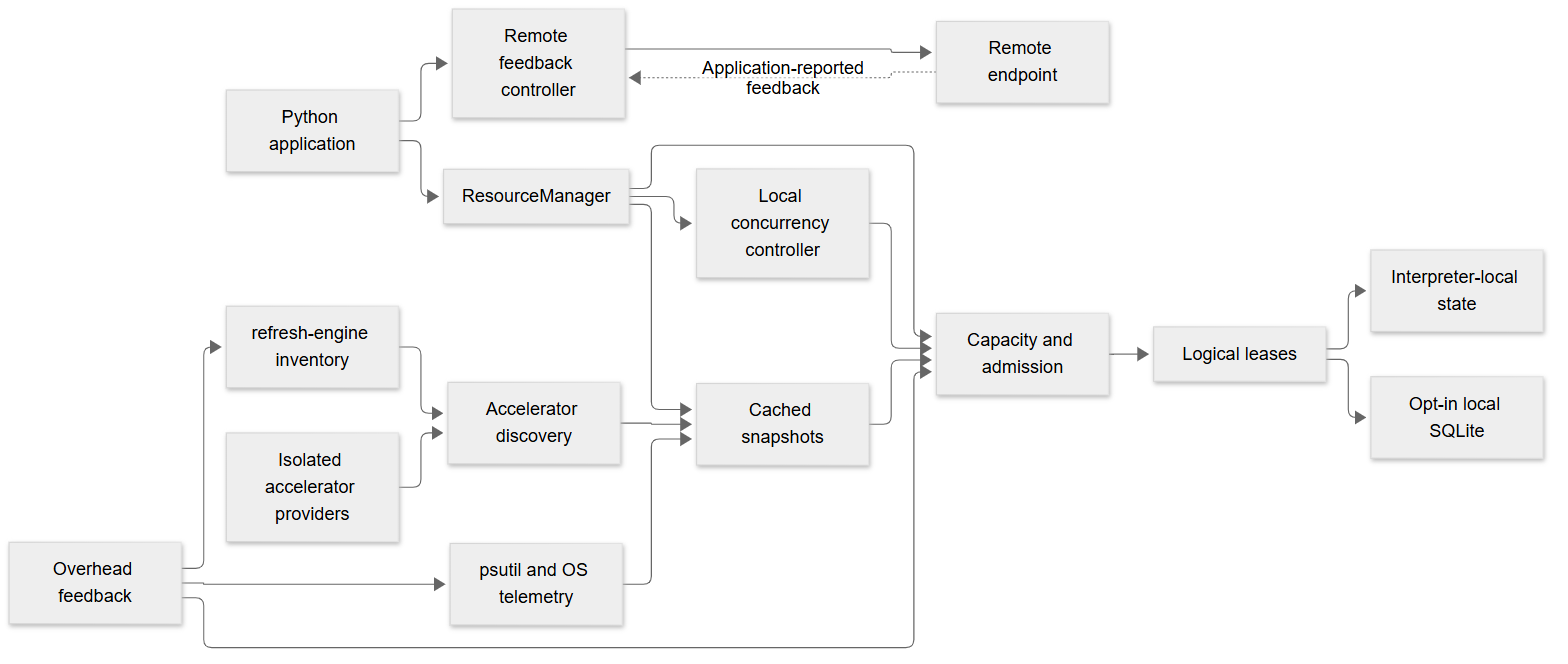 Remote
feedback
controller
Remote
endpoint
Application-reported
feedback
Python
application
ResourceManager
Local
concurrency
controller
Interpreter-local
state
refresh-engine
inventory
Capacity and
admission
Logical leases
Accelerator
discovery
Cached
snapshots
Opt-in local
SQLite
Isolated
accelerator
providers
Overhead
feedback
psutil and OS
telemetry